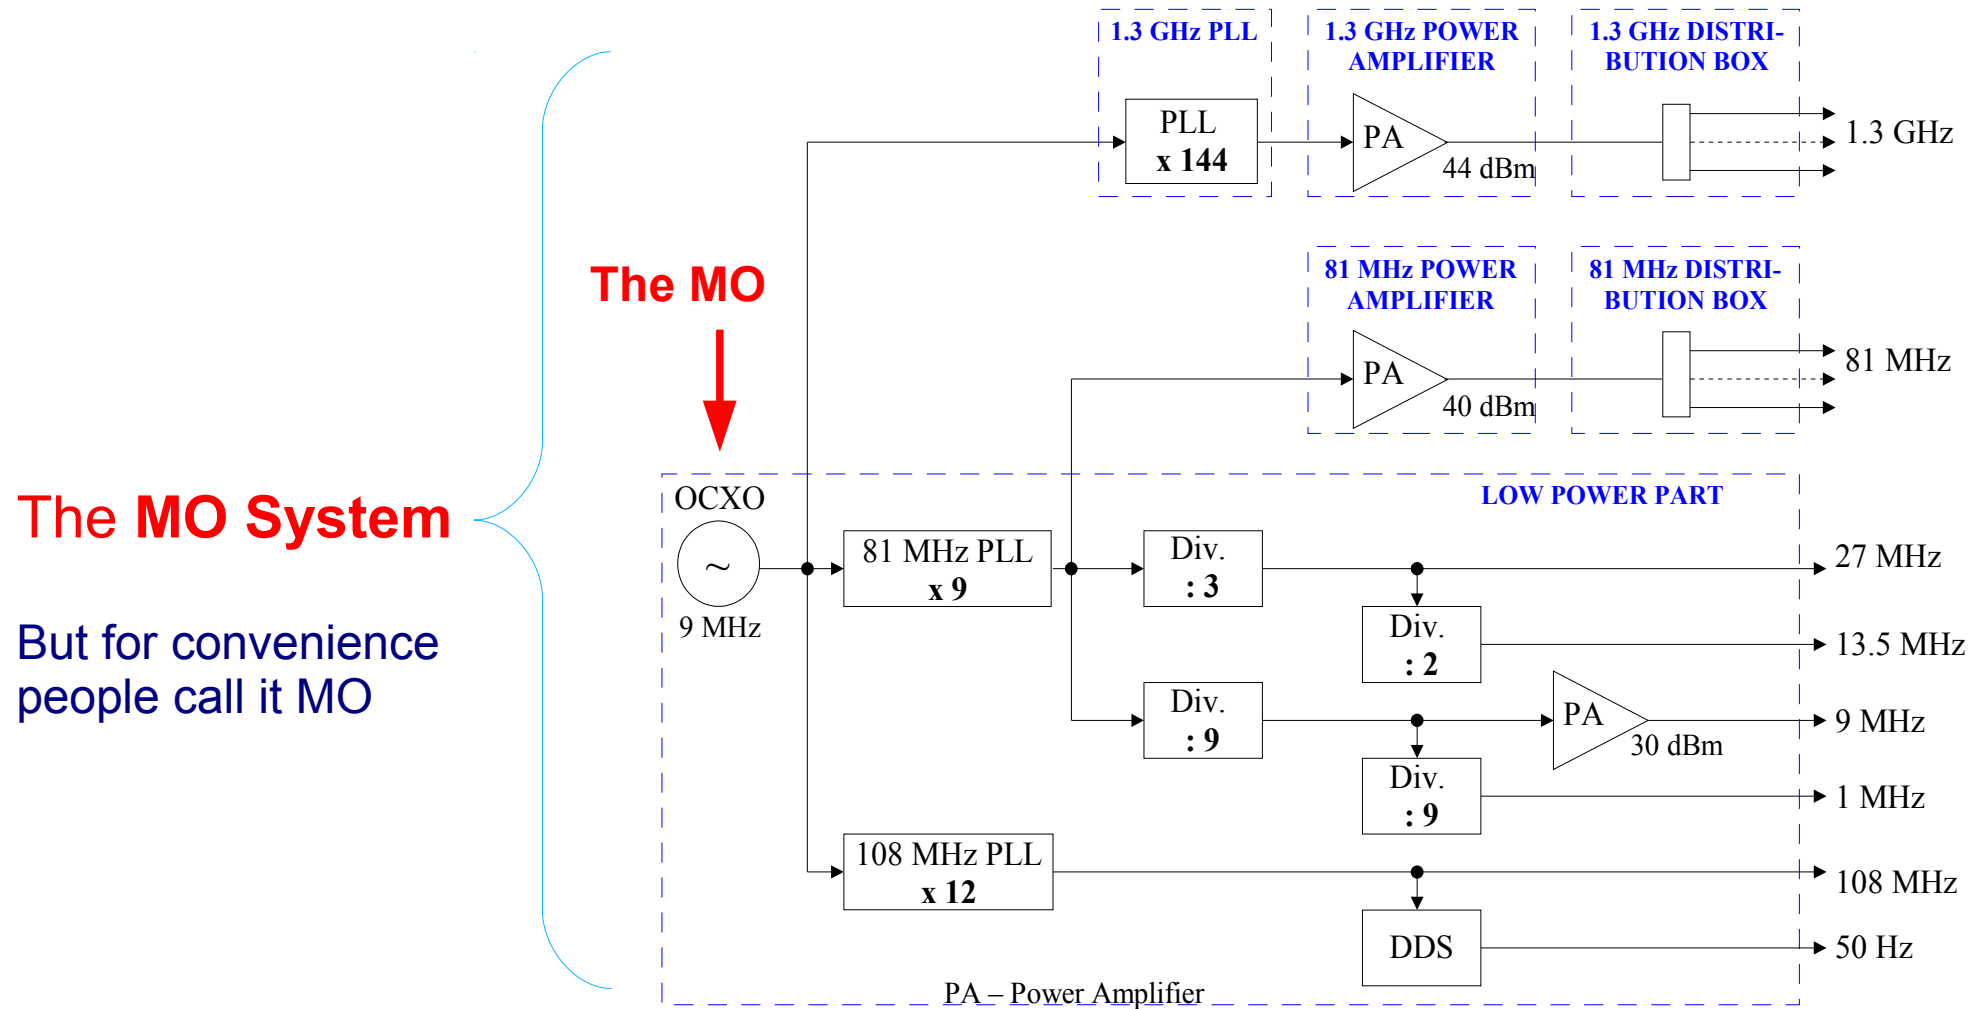 1.3 GHz PLL
1.3 GHz POWER
AMPLIFIER
1.3 GHz DISTRI-
BUTION BOX
PLL
x 144
PA
44 dBm
1.3 GHz
The MO
81 MHz POWER
AMPLIFIER
81 MHz DISTRI-
BUTION BOX
PA
40 dBm
81 MHz
The MO System
But for convenience
people call it MO
LOW POWER PART
OCXO
~
9 MHz
81 MHz PLL
x 9
Div.
: 3
27 MHz
Div.
: 2
13.5 MHz
Div.
: 9
PA
30 dBm
9 MHz
Div.
: 9
1 MHz
108 MHz PLL
x 12
108 MHz
DDS
50 Hz
PA – Power Amplifier